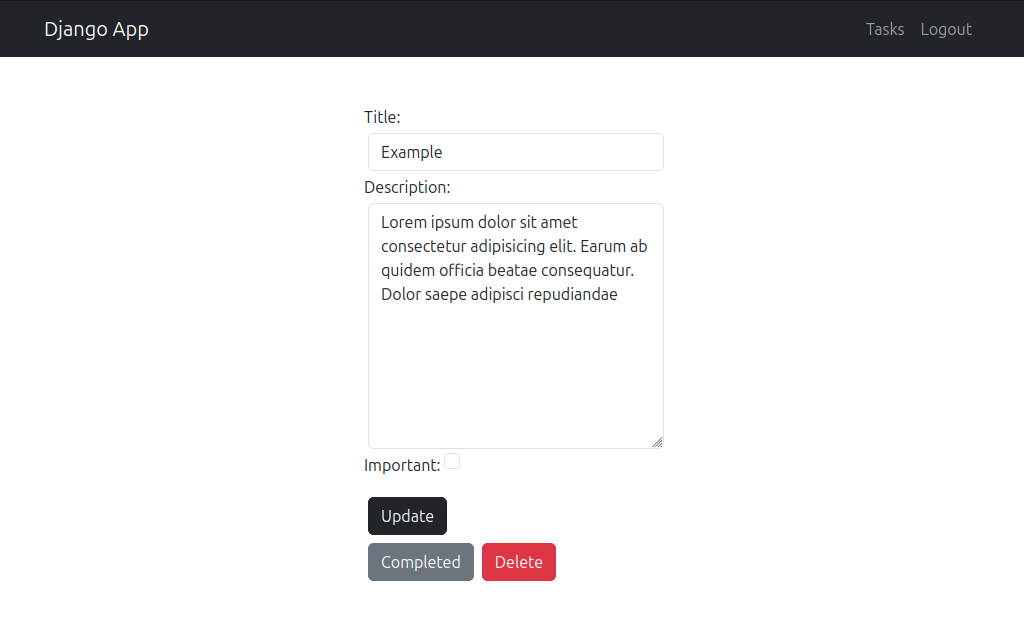 Django App
Tasks Logout
Title:
Example
Description:
Lorem ipsum dolor sit amet
consectetur adipisicing elit. Earum ab
quidem officia beatae consequatur.
Dolor saepe adipisci repudiandae
Important:
Update
Completed Delete